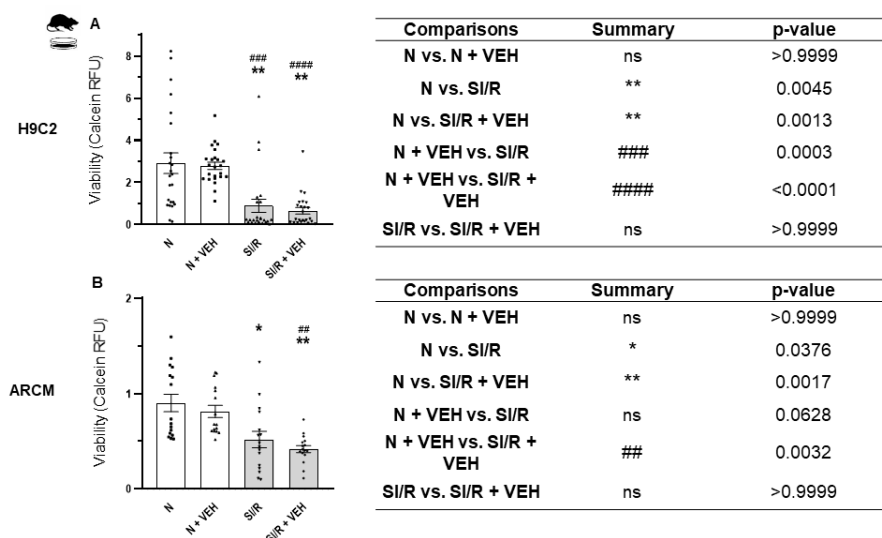 A
H9C2
Viability (Calcein RFU)
8
6
4
2
0
###
**
####
**
N
N + VEH
SI/R
SI/R + VEH
Comparisons Summary p-value
N vs. N + VEH ns >0.9999
N vs. SI/R ** 0.0045
N vs. SI/R + VEH ** 0.0013
N + VEH vs. SI/R ### 0.0003
N + VEH vs. SI/R +
VEH #### <0.0001
SI/R vs. SI/R + VEH ns >0.9999
B
ARCM
Viability (Calcein RFU)
2
1
0
*
##
**
N
N + VEH
SI/R
SI/R + VEH
Comparisons Summary p-value
N vs. N + VEH ns >0.9999
N vs. SI/R * 0.0376
N vs. SI/R + VEH ** 0.0017
N + VEH vs. SI/R ns 0.0628
N + VEH vs. SI/R +
VEH ## 0.0032
SI/R vs. SI/R + VEH ns >0.9999